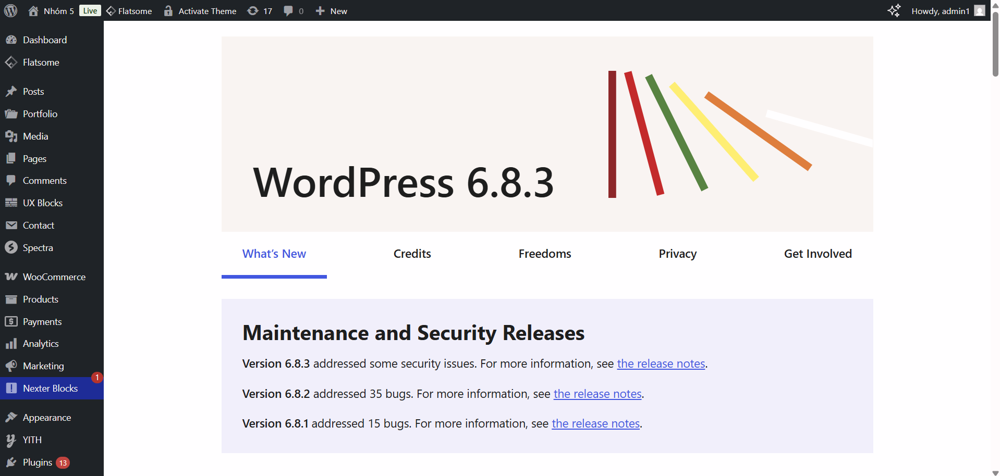 Nhóm 5 Live Flatsome Activate Theme 17 0 New Howdy, admin1
Dashboard
Flatsome
Posts
Portfolio
Media
Pages
Comments
UX Blocks
Contact
Spectra
WooCommerce
Products
Payments
Analytics
Marketing
1
Nexter Blocks
Appearance
YITH
Plugins 13
WordPress 6.8.3
What’s New Credits Freedoms Privacy Get Involved
Maintenance and Security Releases
Version 6.8.3 addressed some security issues. For more information, see the release notes.
Version 6.8.2 addressed 35 bugs. For more information, see the release notes.
Version 6.8.1 addressed 15 bugs. For more information, see the release notes.